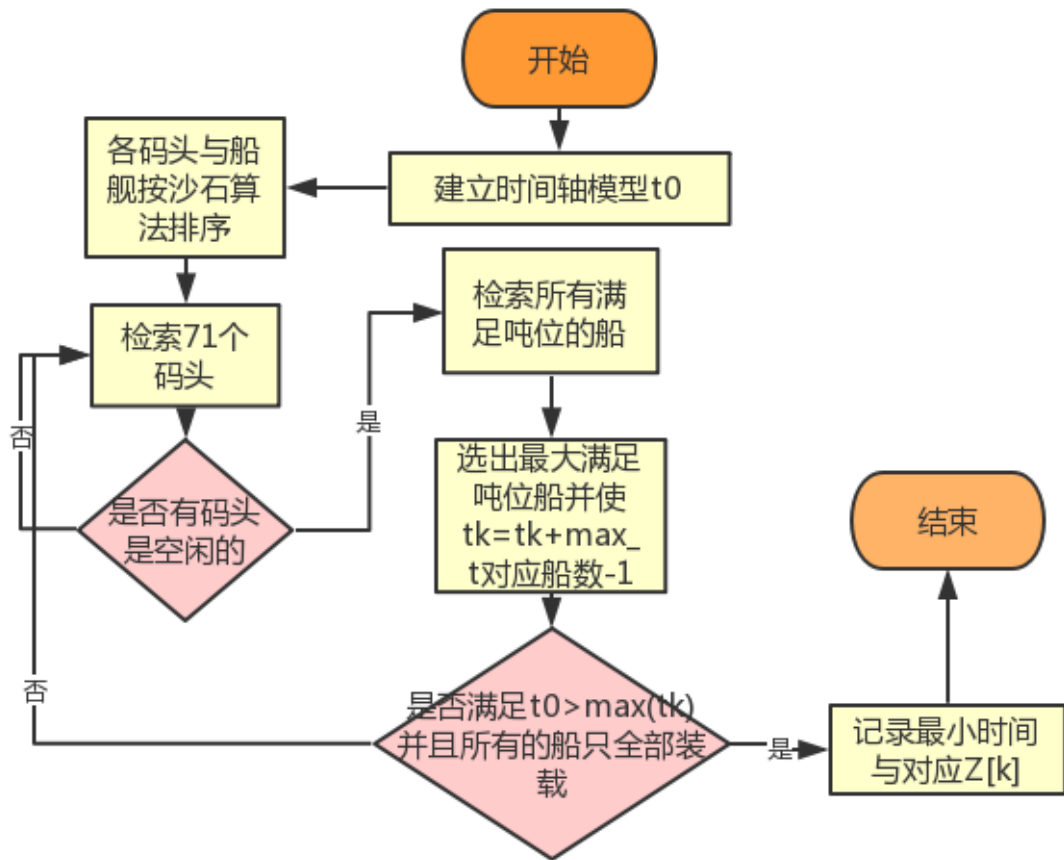 开始
建立时间轴模型t0
各码头与船
舰按沙石算
法排序
检索71个
码头
是否有码头
是空闲的
否
是
检索所有满
足吨位的船
选出最大满足
吨位船并使
tk=tk+max_
t对应船数-1
是否满足t0>max(tk)
并且所有的船只全部装
载
否
是
记录最小时间
与对应Z[k]
结束